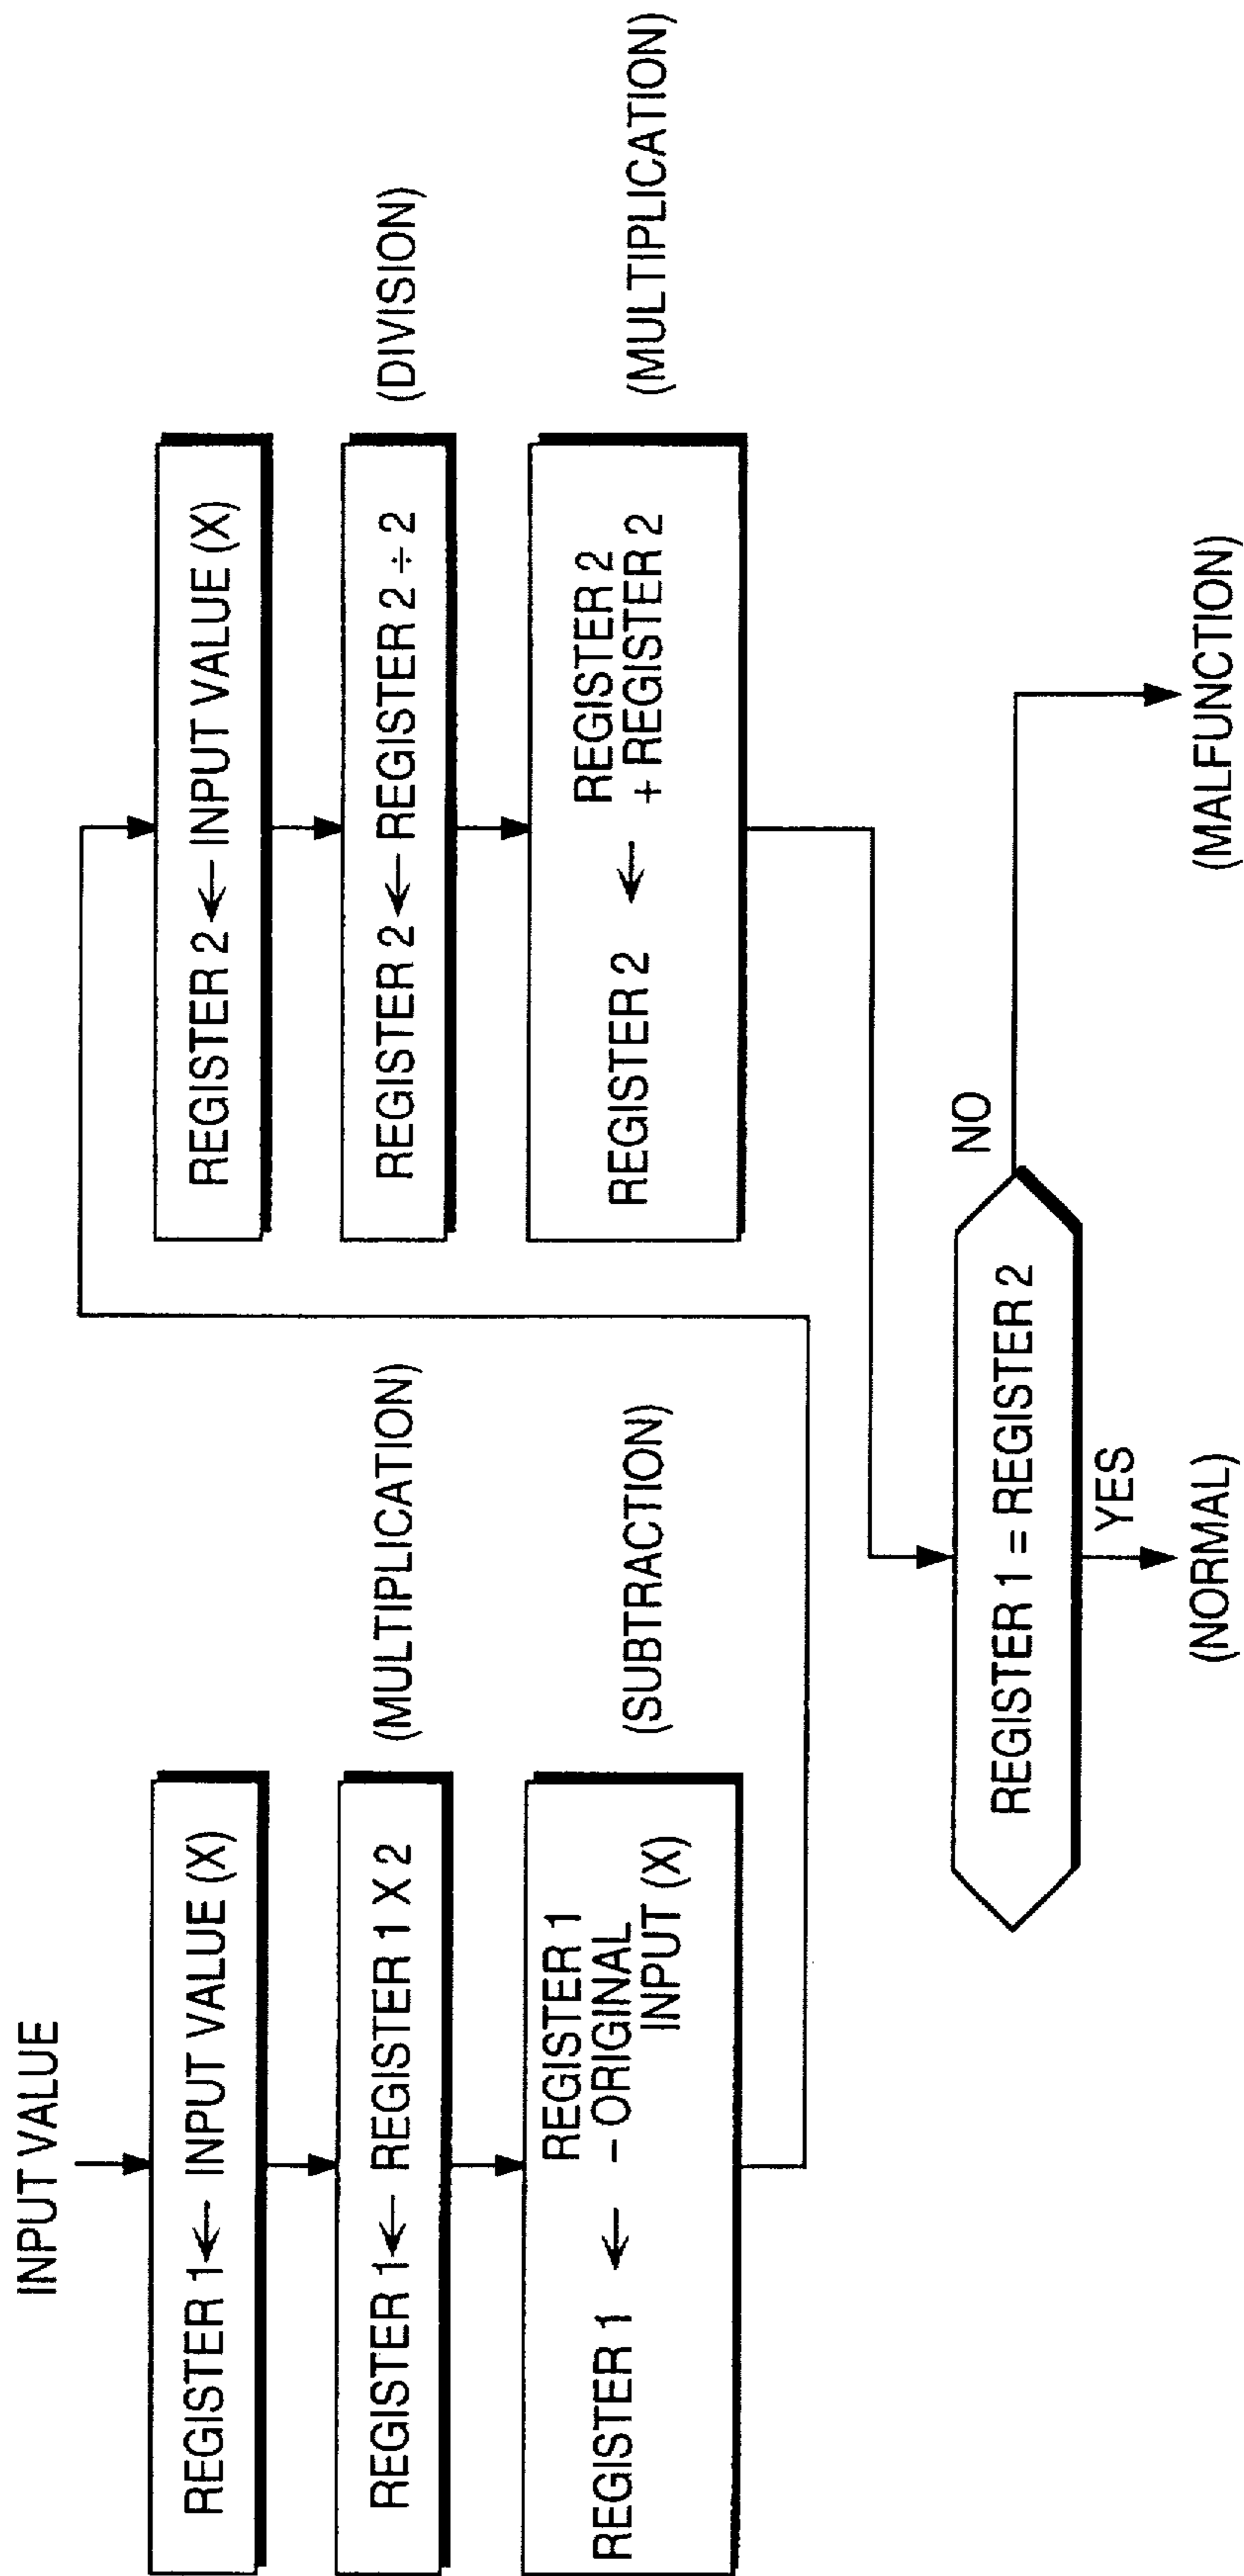 INPUT VALUE
REGISTER 1 ← INPUT VALUE (X)
REGISTER 1 ← REGISTER 1 X 2
(MULTIPLICATION)
REGISTER 1 ← REGISTER 1
– ORIGINAL
INPUT (X)
(SUBTRACTION)
REGISTER 2 ← INPUT VALUE (X)
REGISTER 2 ← REGISTER 2 ÷ 2
(DIVISION)
REGISTER 2 ← REGISTER 2
+ REGISTER 2
(MULTIPLICATION)
REGISTER 1 = REGISTER 2
NO
YES
(NORMAL)
(MALFUNCTION)